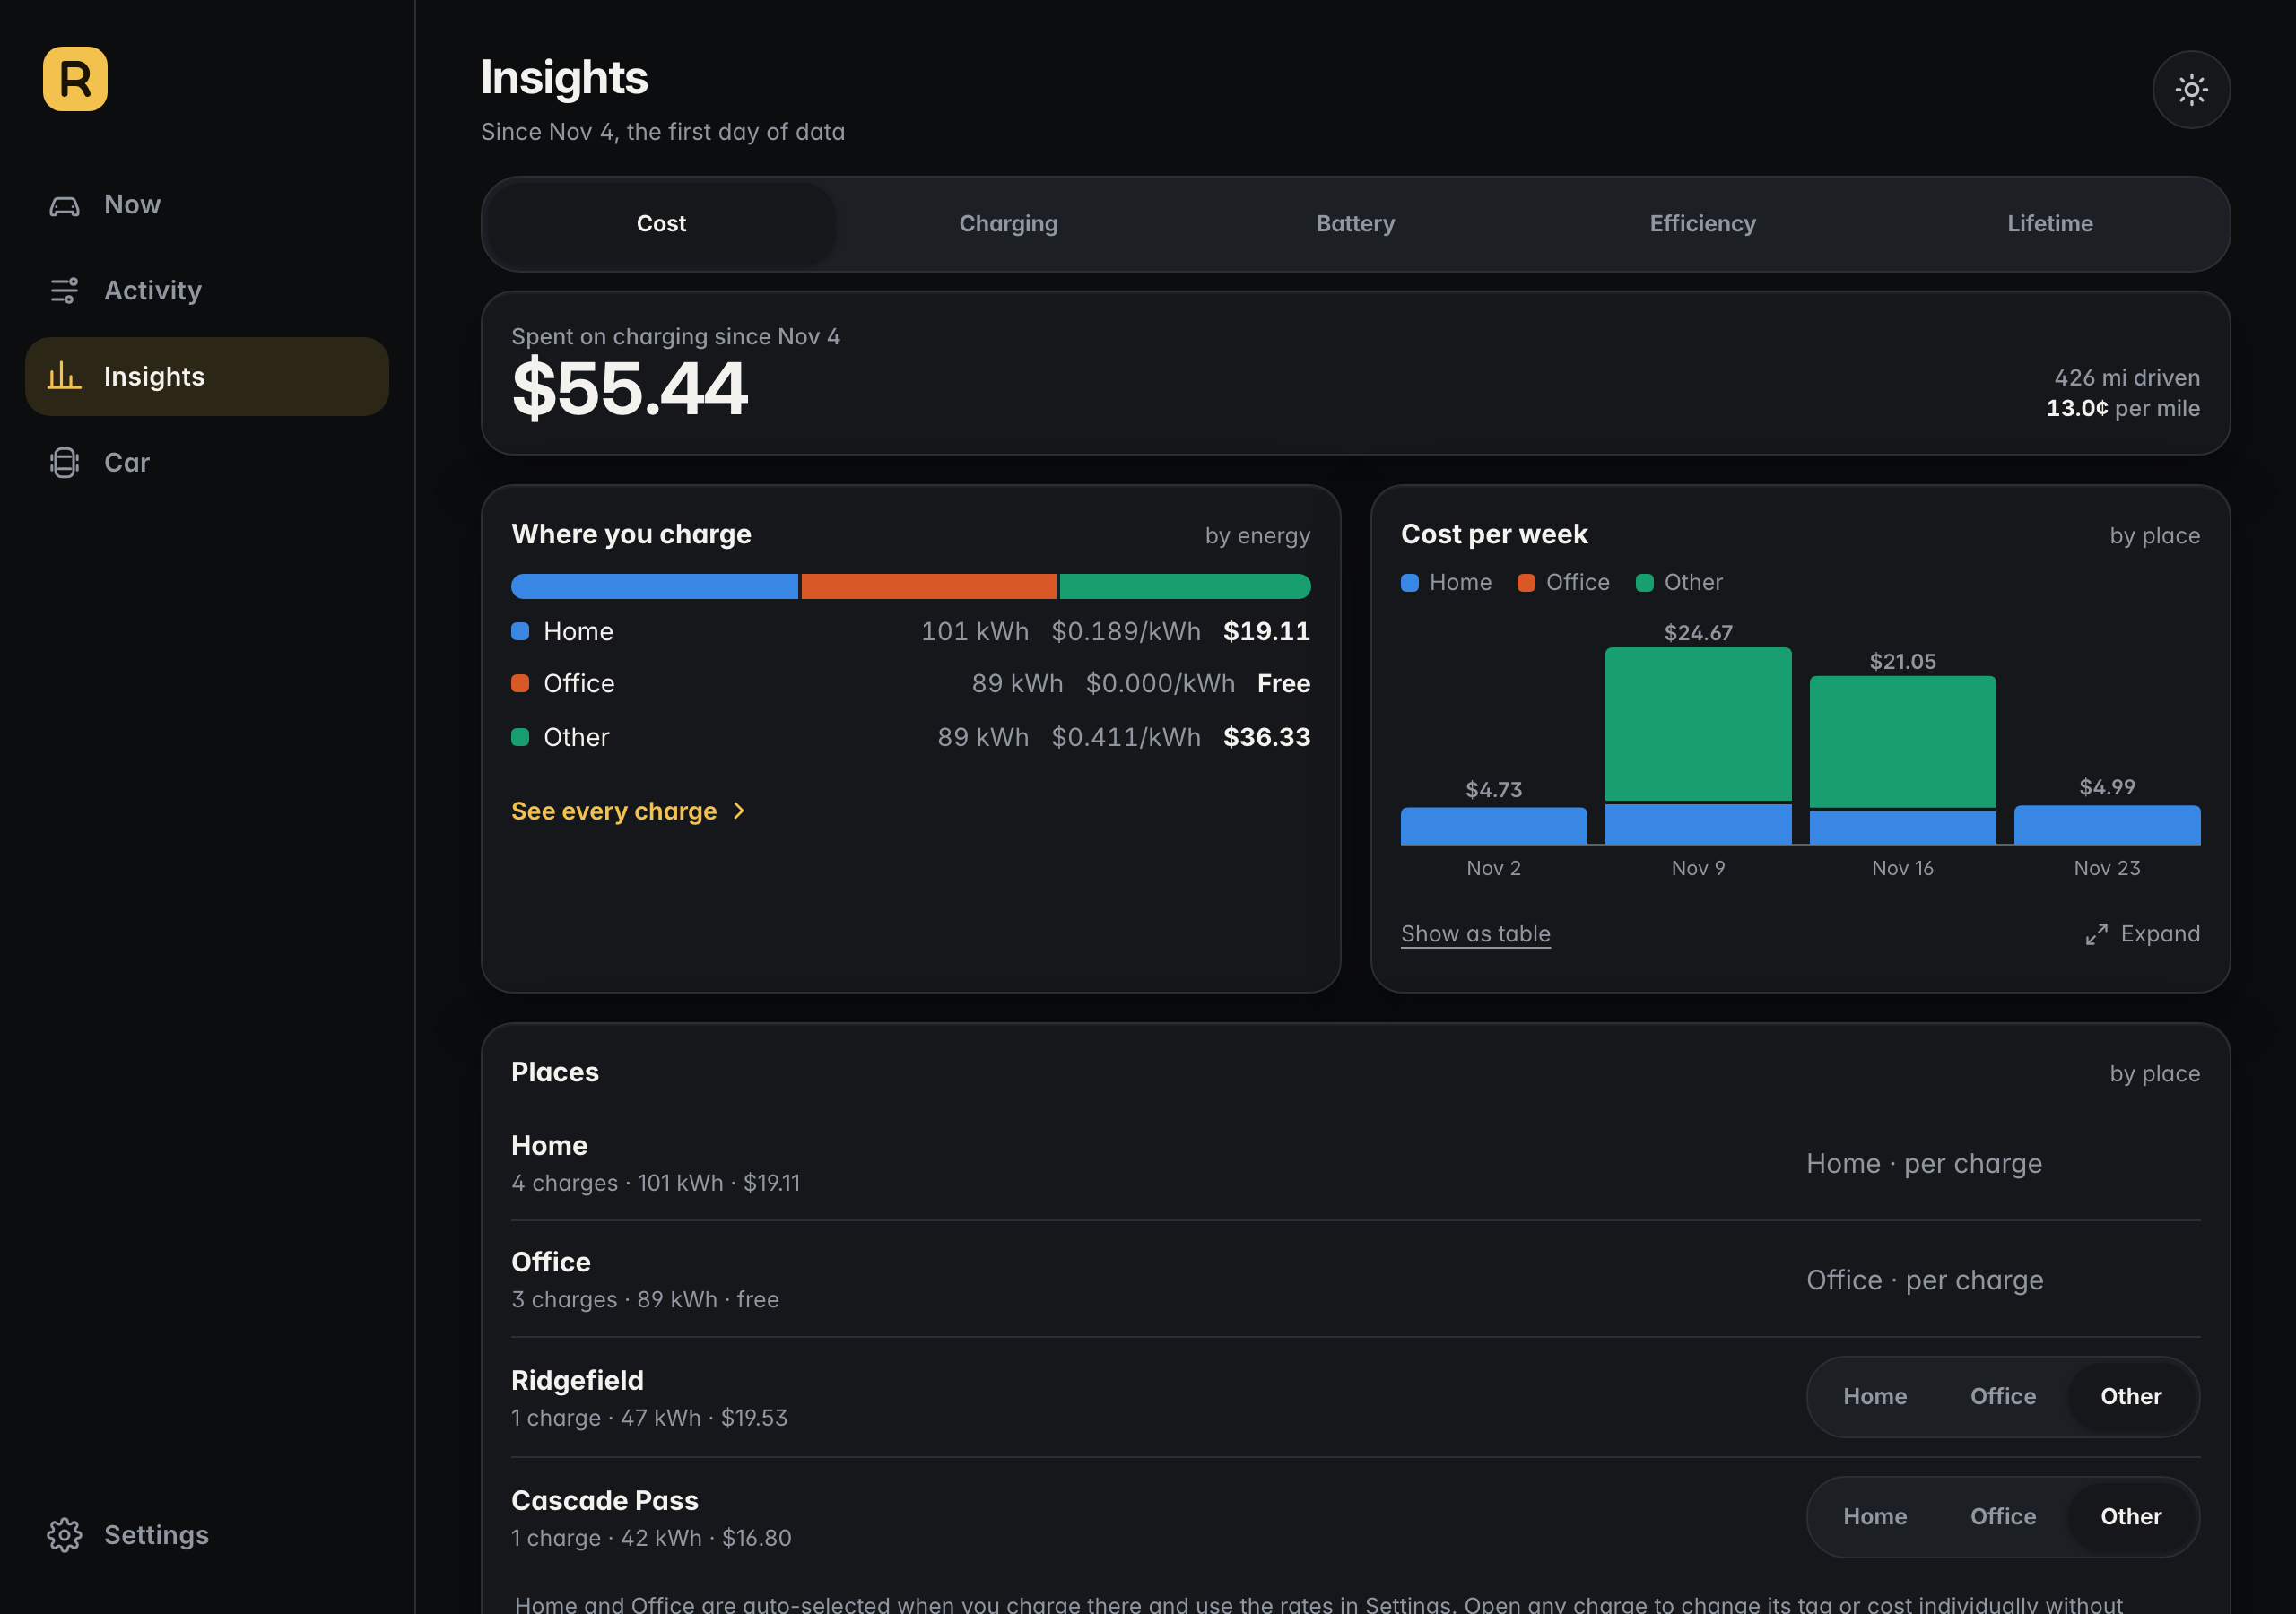 R
Now
Activity
Insights
Car
Settings
Insights
Since Nov 4, the first day of data
Cost Charging Battery Efficiency Lifetime
Spent on charging since Nov 4
$55.44
426 mi driven
13.0¢ per mile
Where you charge by energy
Home 101 kWh $0.189/kWh $19.11
Office 89 kWh $0.000/kWh Free
Other 89 kWh $0.411/kWh $36.33
See every charge
Cost per week by place
Home Office Other
$4.73 $24.67 $21.05 $4.99
Nov 2 Nov 9 Nov 16 Nov 23
Show as table Expand
Places by place
Home
4 charges · 101 kWh · $19.11
Home · per charge
Office
3 charges · 89 kWh · free
Office · per charge
Ridgefield
1 charge · 47 kWh · $19.53
Home Office Other
Cascade Pass
1 charge · 42 kWh · $16.80
Home Office Other
Home and Office are auto-selected when you charge there and use the rates in Settings. Open any charge to change its tag or cost individually without